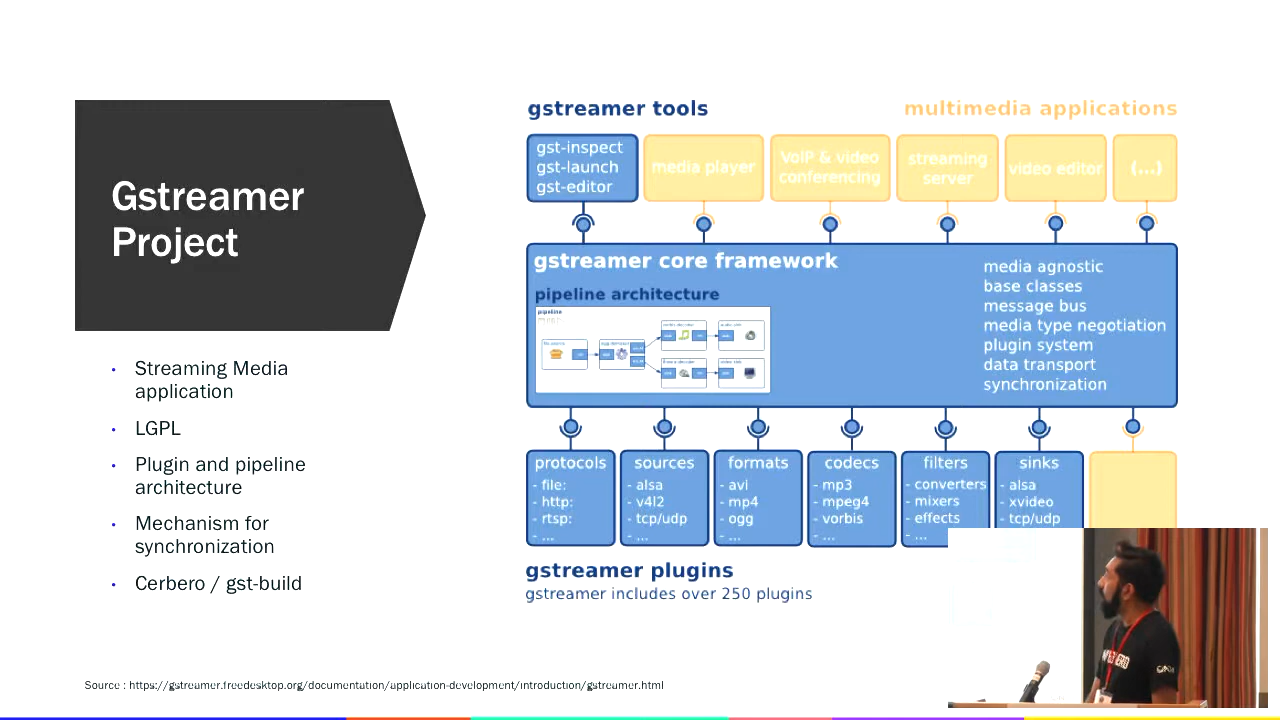 Gstreamer
Project
Streaming Media
application
LGPL
Plugin and pipeline
architecture
Mechanism for
synchronization
Cerbero / gst-build
gstreamer tools
multimedia applications
gst-inspect
gst-launch
gst-editor
media player
VoIP & video
conferencing
streaming
server
video editor
(...)
gstreamer core framework
pipeline architecture
pipeline
media agnostic
base classes
message bus
media type negotiation
plugin system
data transport
synchronization
protocols
- file:
- http:
- rtsp:
- ...
sources
- alsa
- v4l2
- tcp/udp
- ...
formats
- avi
- mp4
- ogg
- ...
codecs
- mp3
- mpeg4
- vorbis
- ...
filters
- converters
- mixers
- effects
- ...
sinks
- alsa
- xvideo
- tcp/udp
gstreamer plugins
gstreamer includes over 250 plugins
Source : https://gstreamer.freedesktop.org/documentation/application-development/introduction/gstreamer.html